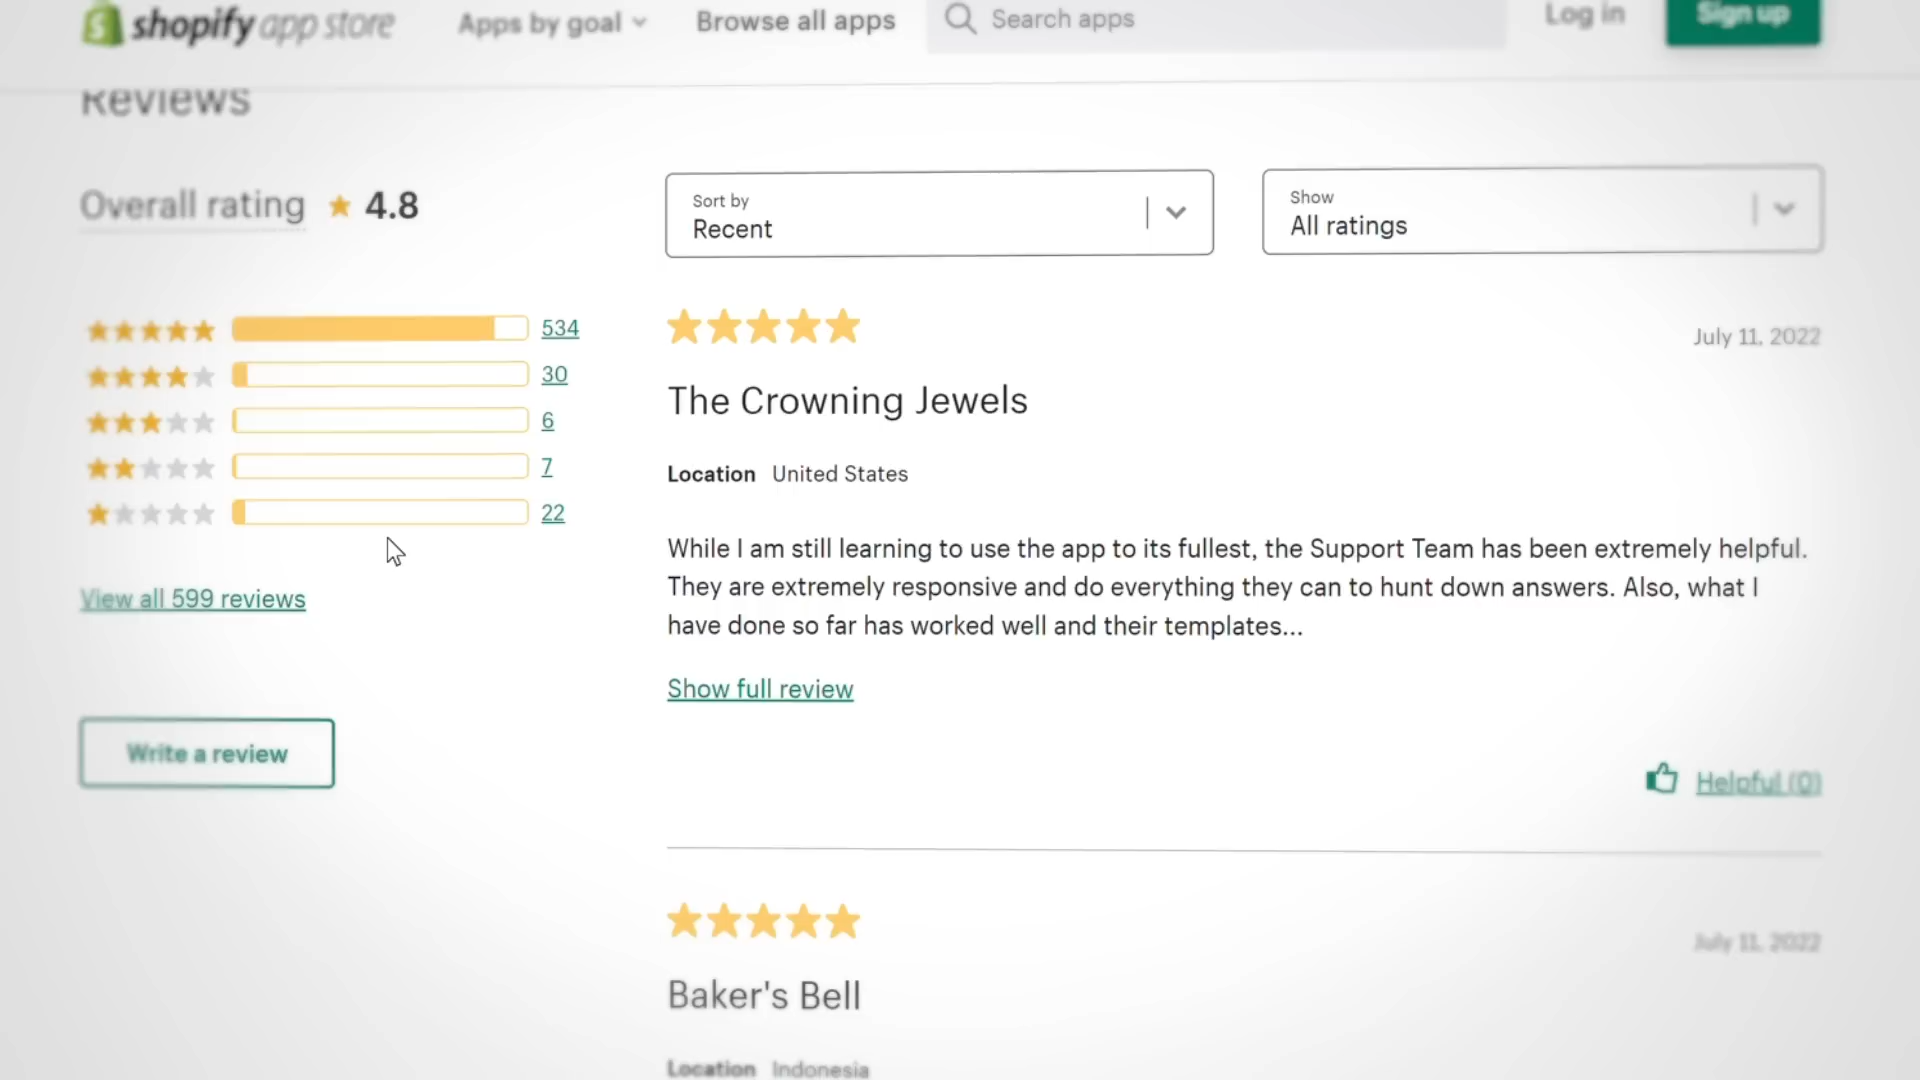 shopify app store
Apps by goal
Browse all apps
Search apps
Log in
Sign up
Reviews
Overall rating 4.8
Sort by
Recent
Show
All ratings
534
30
6
7
22
View all 599 reviews
Write a review
July 11, 2022
The Crowning Jewels
Location United States
While I am still learning to use the app to its fullest, the Support Team has been extremely helpful.
They are extremely responsive and do everything they can to hunt down answers. Also, what I
have done so far has worked well and their templates...
Show full review
Helpful (0)
July 11, 2022
Baker's Bell
Location Indonesia